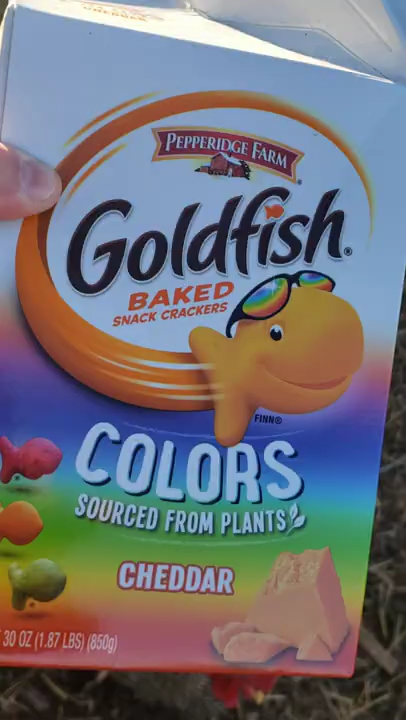 PEPPERIDGE FARM
Goldfish®
BAKED
SNACK CRACKERS
FINN®
COLORS
SOURCED FROM PLANTS
CHEDDAR
30 OZ (1.87 LBS) (850g)